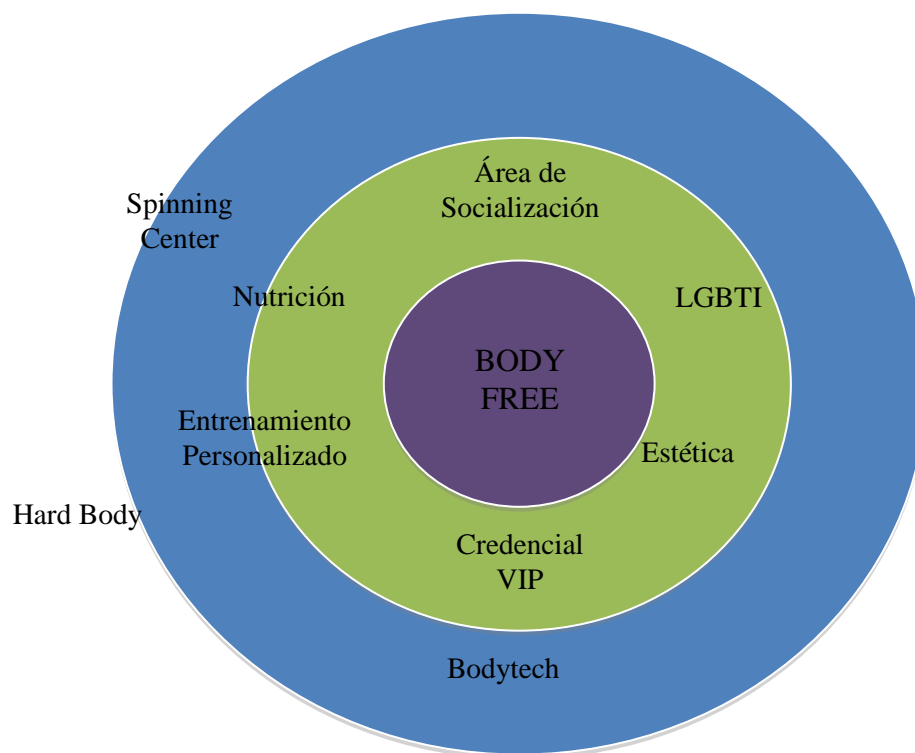 Área de
Socialización
Spinning
Center
Nutrición
LGBTI
BODY
FREE
Entrenamiento
Personalizado
Estética
Hard Body
Credencial
VIP
Bodytech